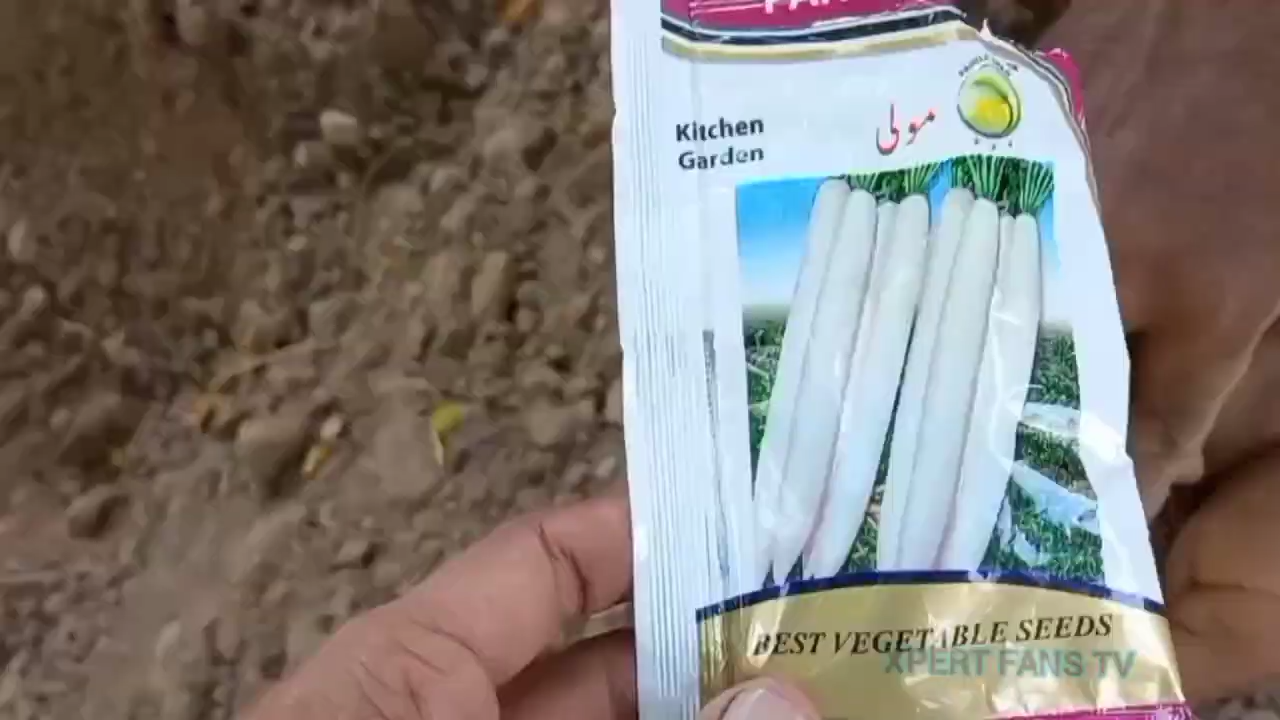 Kitchen
Garden
مولی
BEST VEGETABLE SEEDS
XPERT FANS TV